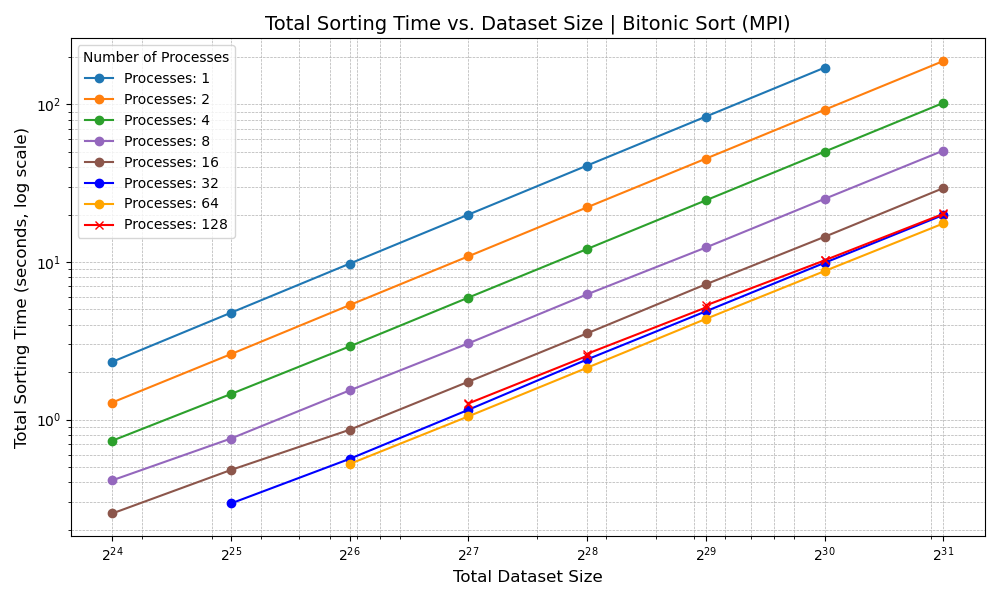 Total Sorting Time vs. Dataset Size | Bitonic Sort (MPI)
Number of Processes
Processes: 1
Processes: 2
Processes: 4
Processes: 8
Processes: 16
Processes: 32
Processes: 64
Processes: 128
Total Sorting Time (seconds, log scale)
10²
10¹
10⁰
2²⁴ 2²⁵ 2²⁶ 2²⁷ 2²⁸ 2²⁹ 2³⁰ 2³¹
Total Dataset Size